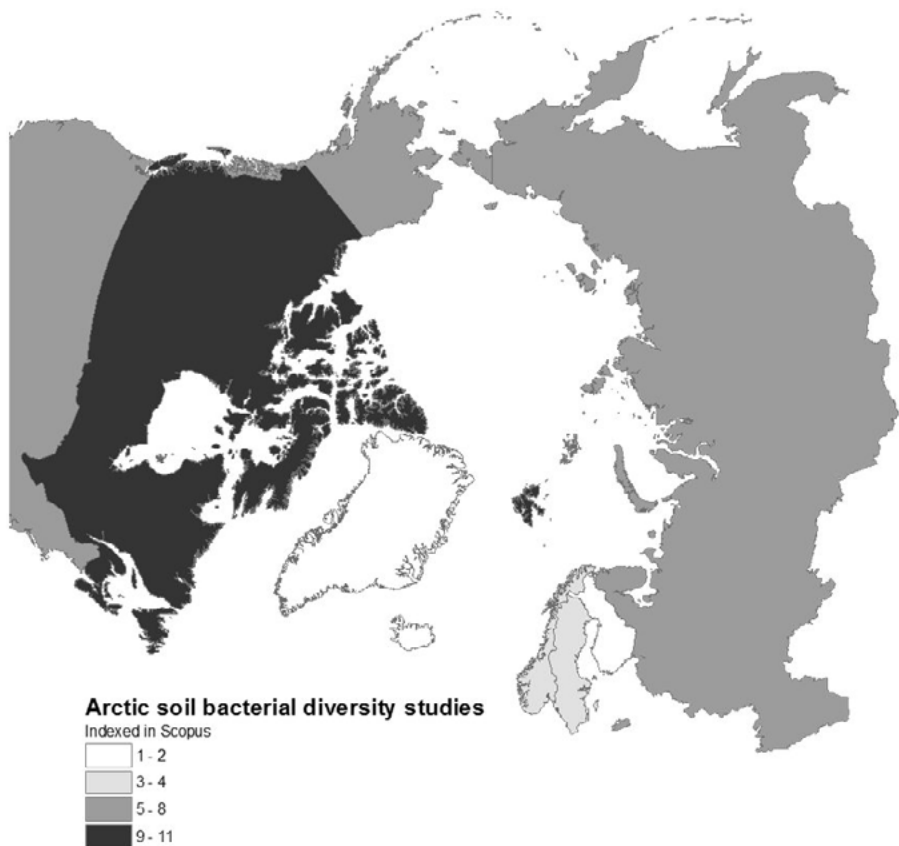 Arctic soil bacterial diversity studies
Indexed in Scopus
1 - 2
3 - 4
5 - 8
9 - 11